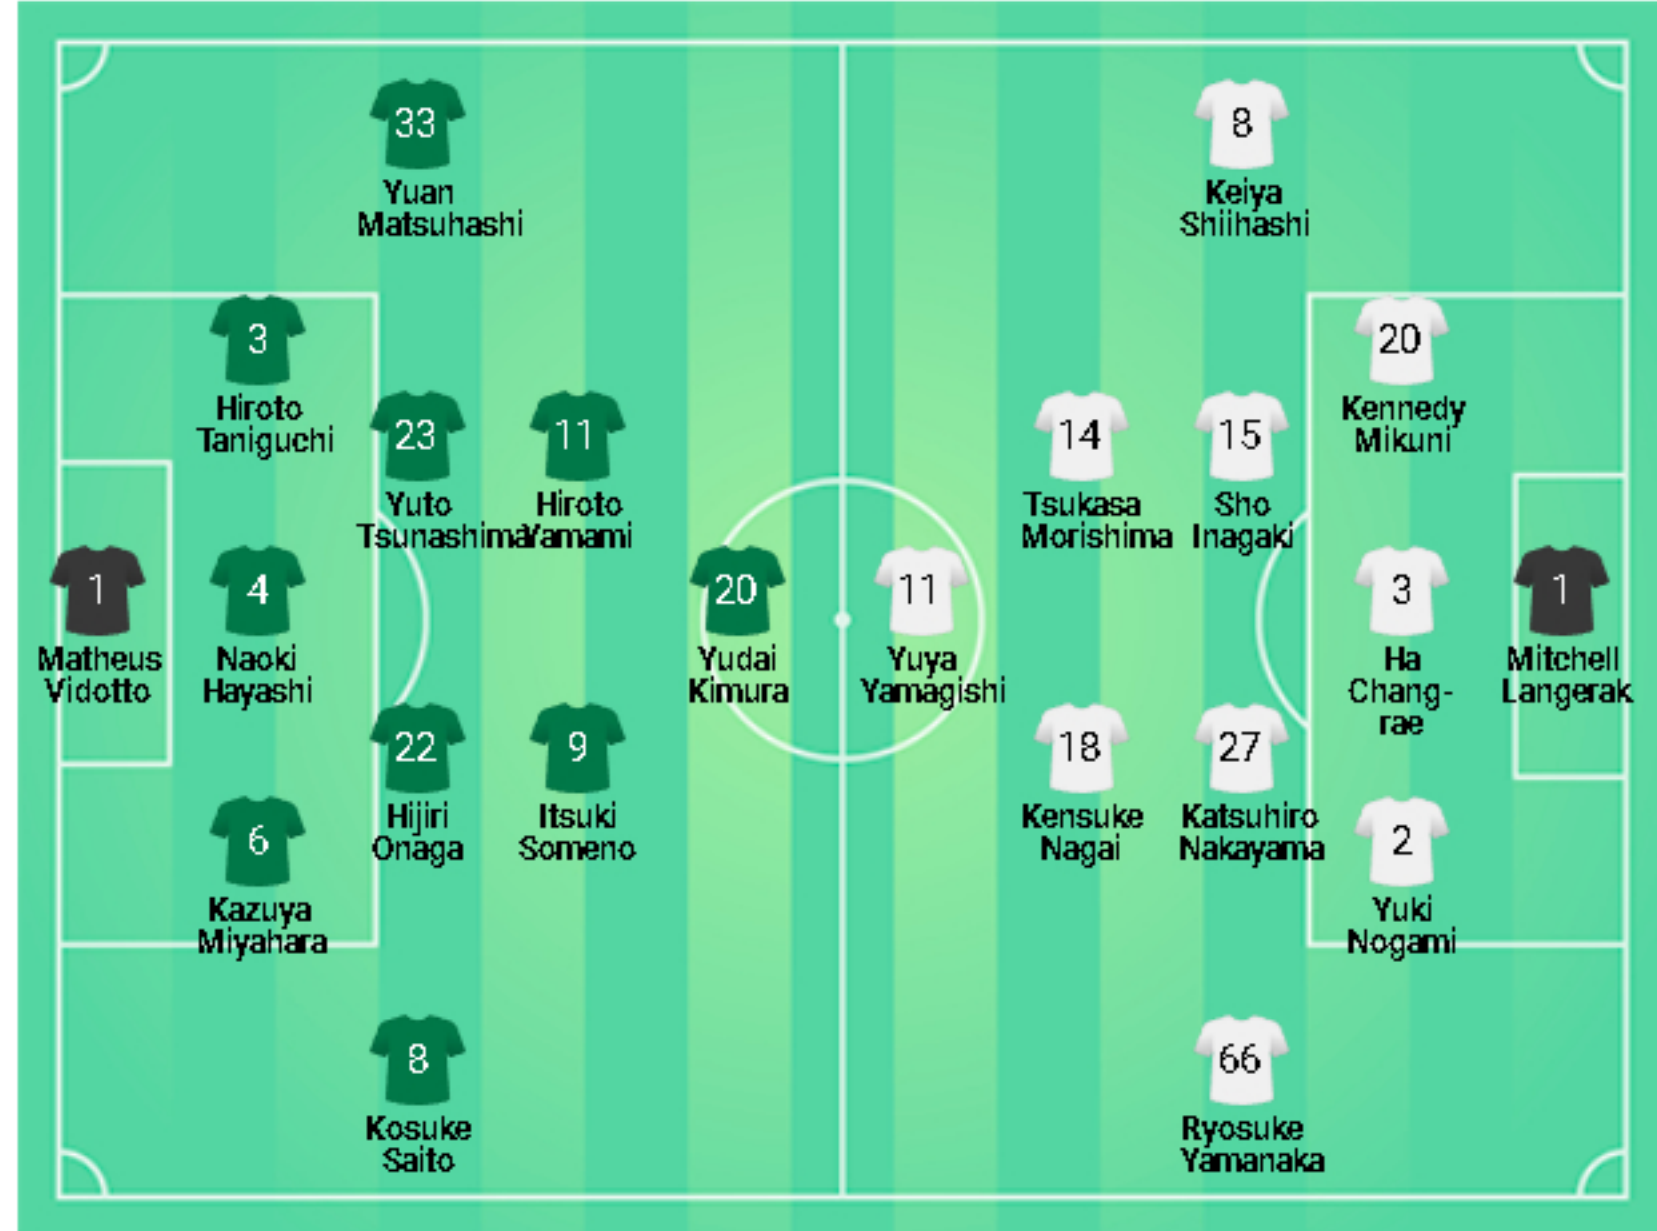 33
Yuan
Matsuhashi
3
Hiroto
Taniguchi
23
Yuto
Tsunashima
11
Hiroto
Yamami
1
Matheus
Vidotto
4
Naoki
Hayashi
20
Yudai
Kimura
22
Hijiri
Onaga
9
Itsuki
Someno
6
Kazuya
Miyahara
8
Kosuke
Saito
8
Keiya
Shiihashi
20
Kennedy
Mikuni
14
Tsukasa
Morishima
15
Sho
Inagaki
11
Yuya
Yamagishi
3
Ha
Chang-
rae
1
Mitchell
Langerak
18
Kensuke
Nagai
27
Katsuhiro
Nakayama
2
Yuki
Nogami
66
Ryosuke
Yamanaka